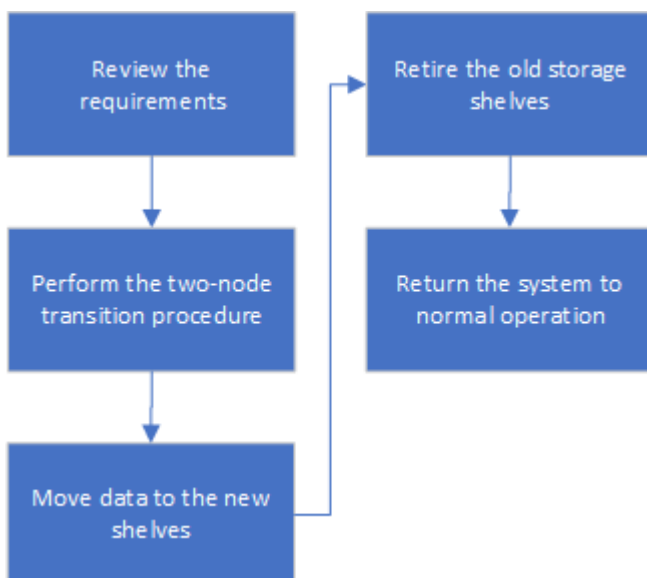 Review the
requirements
Perform the two-node
transition procedure
Move data to the new
shelves
Retire the old storage
shelves
Return the system to
normal operation